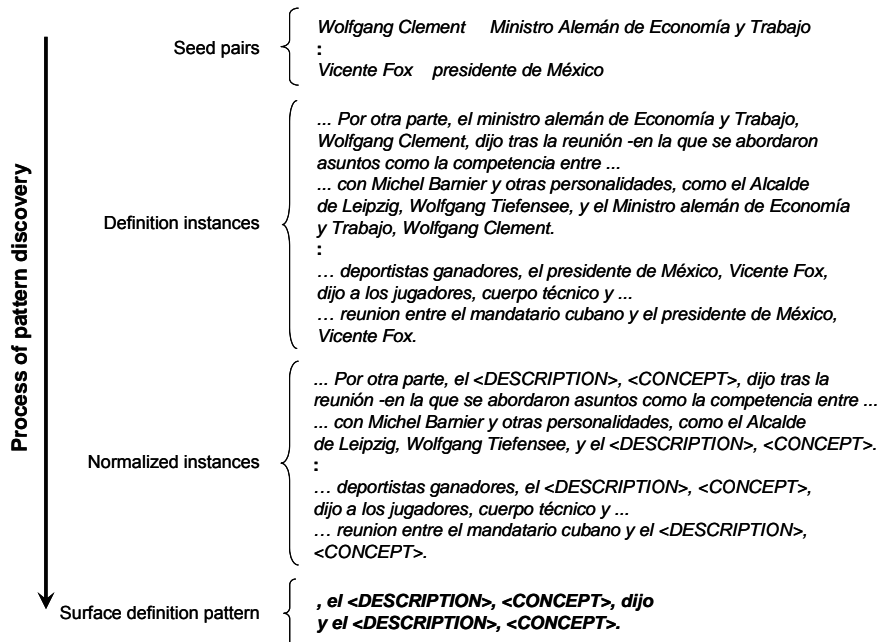 Process of pattern discovery
Seed pairs
Wolfgang Clement Ministro Alemán de Economía y Trabajo
:
Vicente Fox presidente de México
Definition instances
... Por otra parte, el ministro alemán de Economía y Trabajo,
Wolfgang Clement, dijo tras la reunión -en la que se abordaron
asuntos como la competencia entre ...
... con Michel Barnier y otras personalidades, como el Alcalde
de Leipzig, Wolfgang Tiefensee, y el Ministro alemán de Economía
y Trabajo, Wolfgang Clement.
:
… deportistas ganadores, el presidente de México, Vicente Fox,
dijo a los jugadores, cuerpo técnico y ...
… reunion entre el mandatario cubano y el presidente de México,
Vicente Fox.
Normalized instances
... Por otra parte, el <DESCRIPTION>, <CONCEPT>, dijo tras la
reunión -en la que se abordaron asuntos como la competencia entre ...
... con Michel Barnier y otras personalidades, como el Alcalde
de Leipzig, Wolfgang Tiefensee, y el <DESCRIPTION>, <CONCEPT>.
:
… deportistas ganadores, el <DESCRIPTION>, <CONCEPT>,
dijo a los jugadores, cuerpo técnico y ...
… reunion entre el mandatario cubano y el <DESCRIPTION>,
<CONCEPT>.
Surface definition pattern
, el <DESCRIPTION>, <CONCEPT>, dijo
y el <DESCRIPTION>, <CONCEPT>.